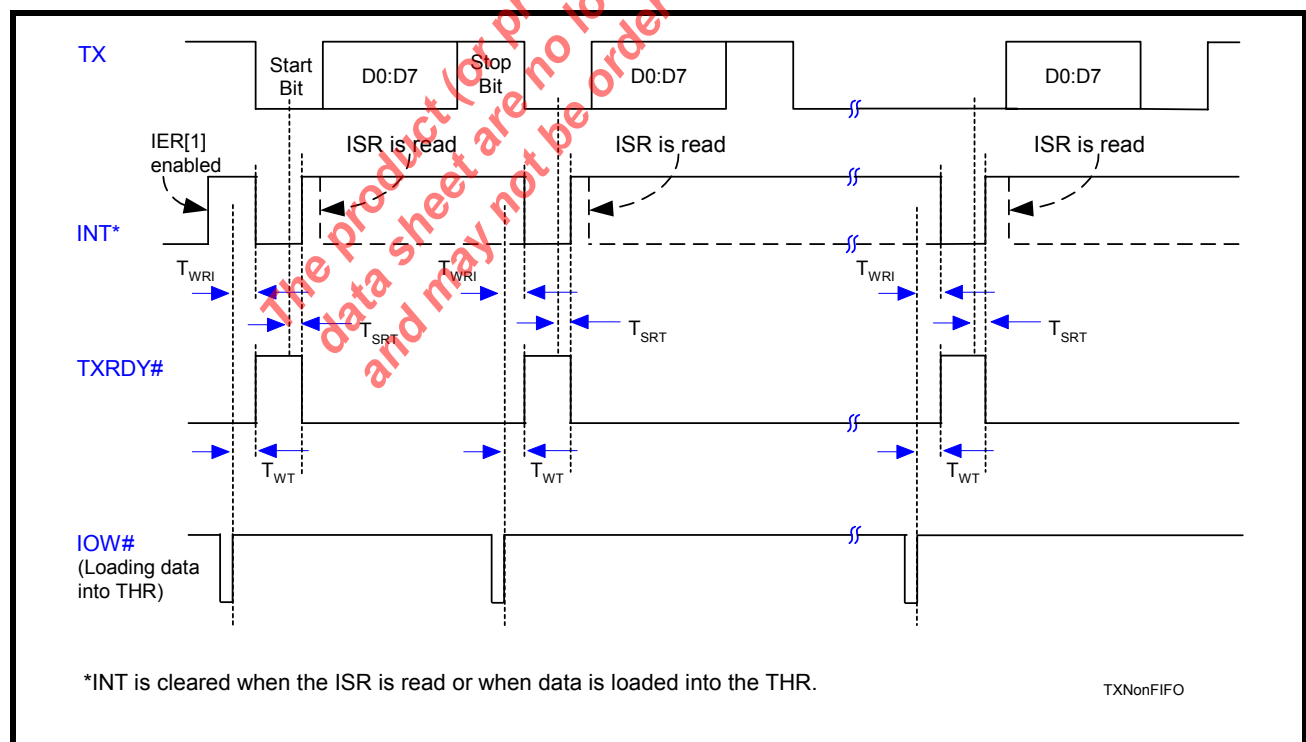 TX
Start
Bit
D0:D7
Stop
Bit
D0:D7
D0:D7
IER[1]
enabled
ISR is read
ISR is read
ISR is read
INT*
TWRI
TWRI
TWRI
TSRT
TSRT
TSRT
TXRDY#
TWT
TWT
TWT
IOW#
(Loading data
into THR)
*INT is cleared when the ISR is read or when data is loaded into the THR.
TXNonFIFO
The product (or
data sheet are no
and may not be order